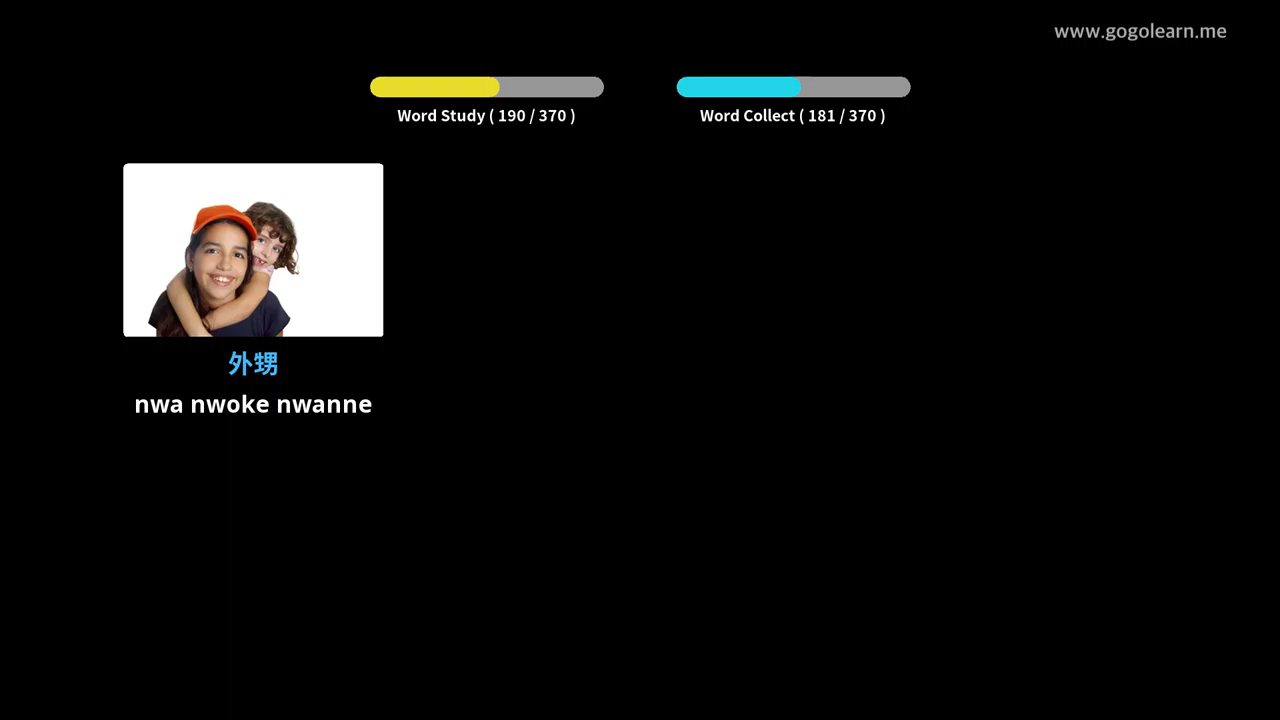 www.gogolearn.me
Word Study ( 190 / 370 )
Word Collect ( 181 / 370 )
外甥
nwa nwoke nwanne